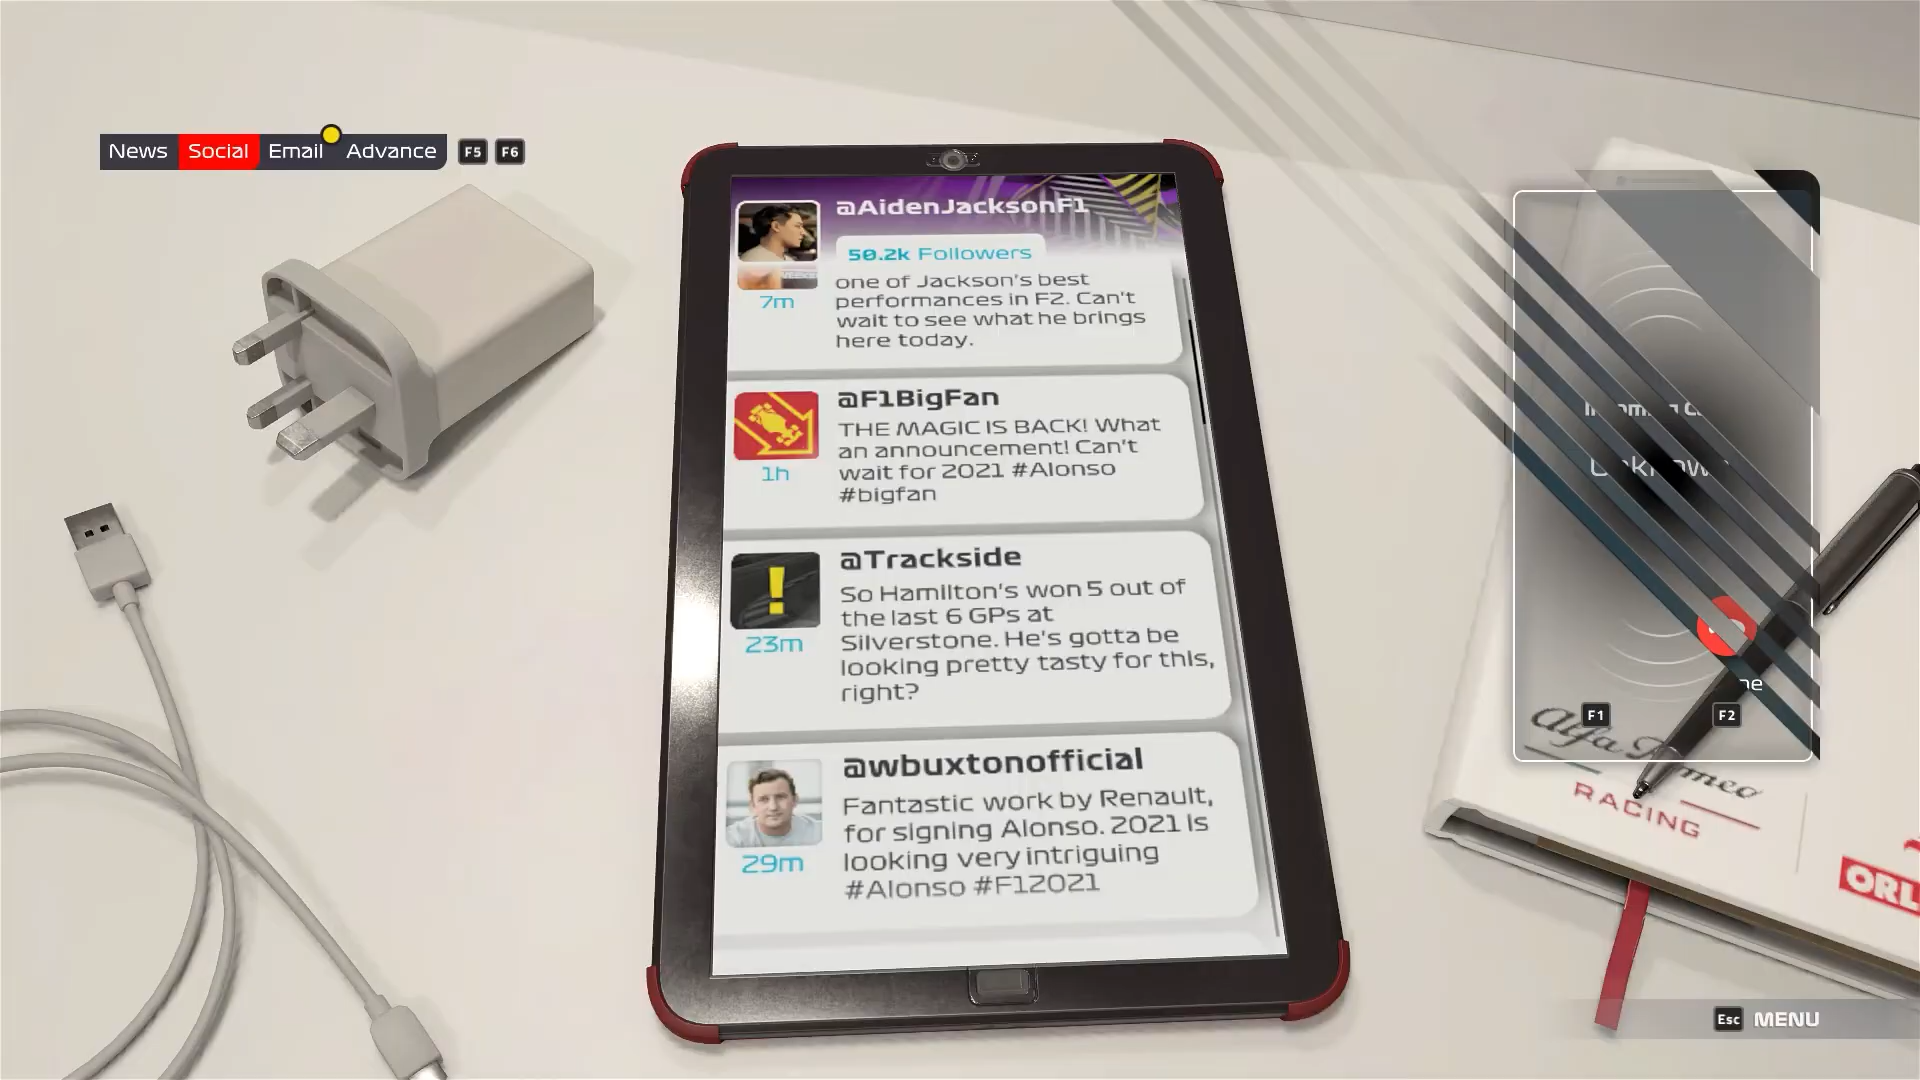 News Social Email Advance F5 F6
@AidenJacksonF1
50.2k Followers
7m
one of Jackson's best
performances in F2. Can't
wait to see what he brings
here today.
@F1BigFan
1h
THE MAGIC IS BACK! What
an announcement! Can't
wait for 2021 #Alonso
#bigfan
@Trackside
23m
So Hamilton's won 5 out of
the last 6 GPs at
Silverstone. He's gotta be
looking pretty tasty for this,
right?
@wbuxtonofficial
29m
Fantastic work by Renault,
for signing Alonso. 2021 is
looking very intriguing
#Alonso #F12021
Unknown
F1 F2
Alfa Romeo
RACING
ORL
Esc MENU